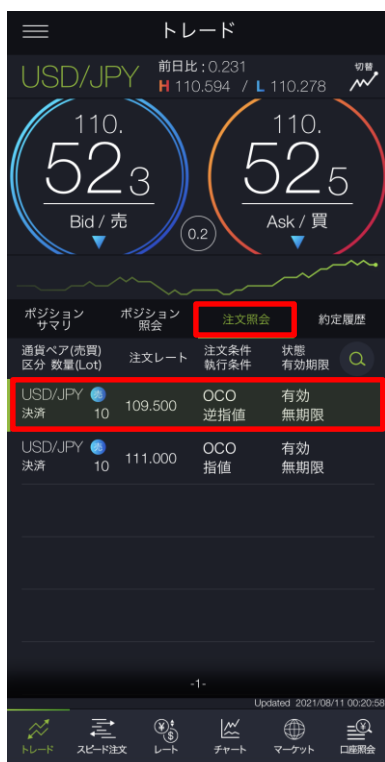 トレード
USD/JPY
前日比：0.231
H 110.594 / L 110.278
切替
110.
523
Bid / 売
0.2
110.
525
Ask / 買
ポジション
サマリ
ポジション
照会
注文照会
約定履歴
通貨ペア(売買)
区分 数量(Lot)
注文レート
注文条件
執行条件
状態
有効期限
USD/JPY
決済 10
109.500
OCO
逆指値
有効
無期限
USD/JPY
決済 10
111.000
OCO
指値
有効
無期限
-1-
Updated 2021/08/11 00:20:58
トレード
スピード注文
レート
チャート
マーケット
口座照会